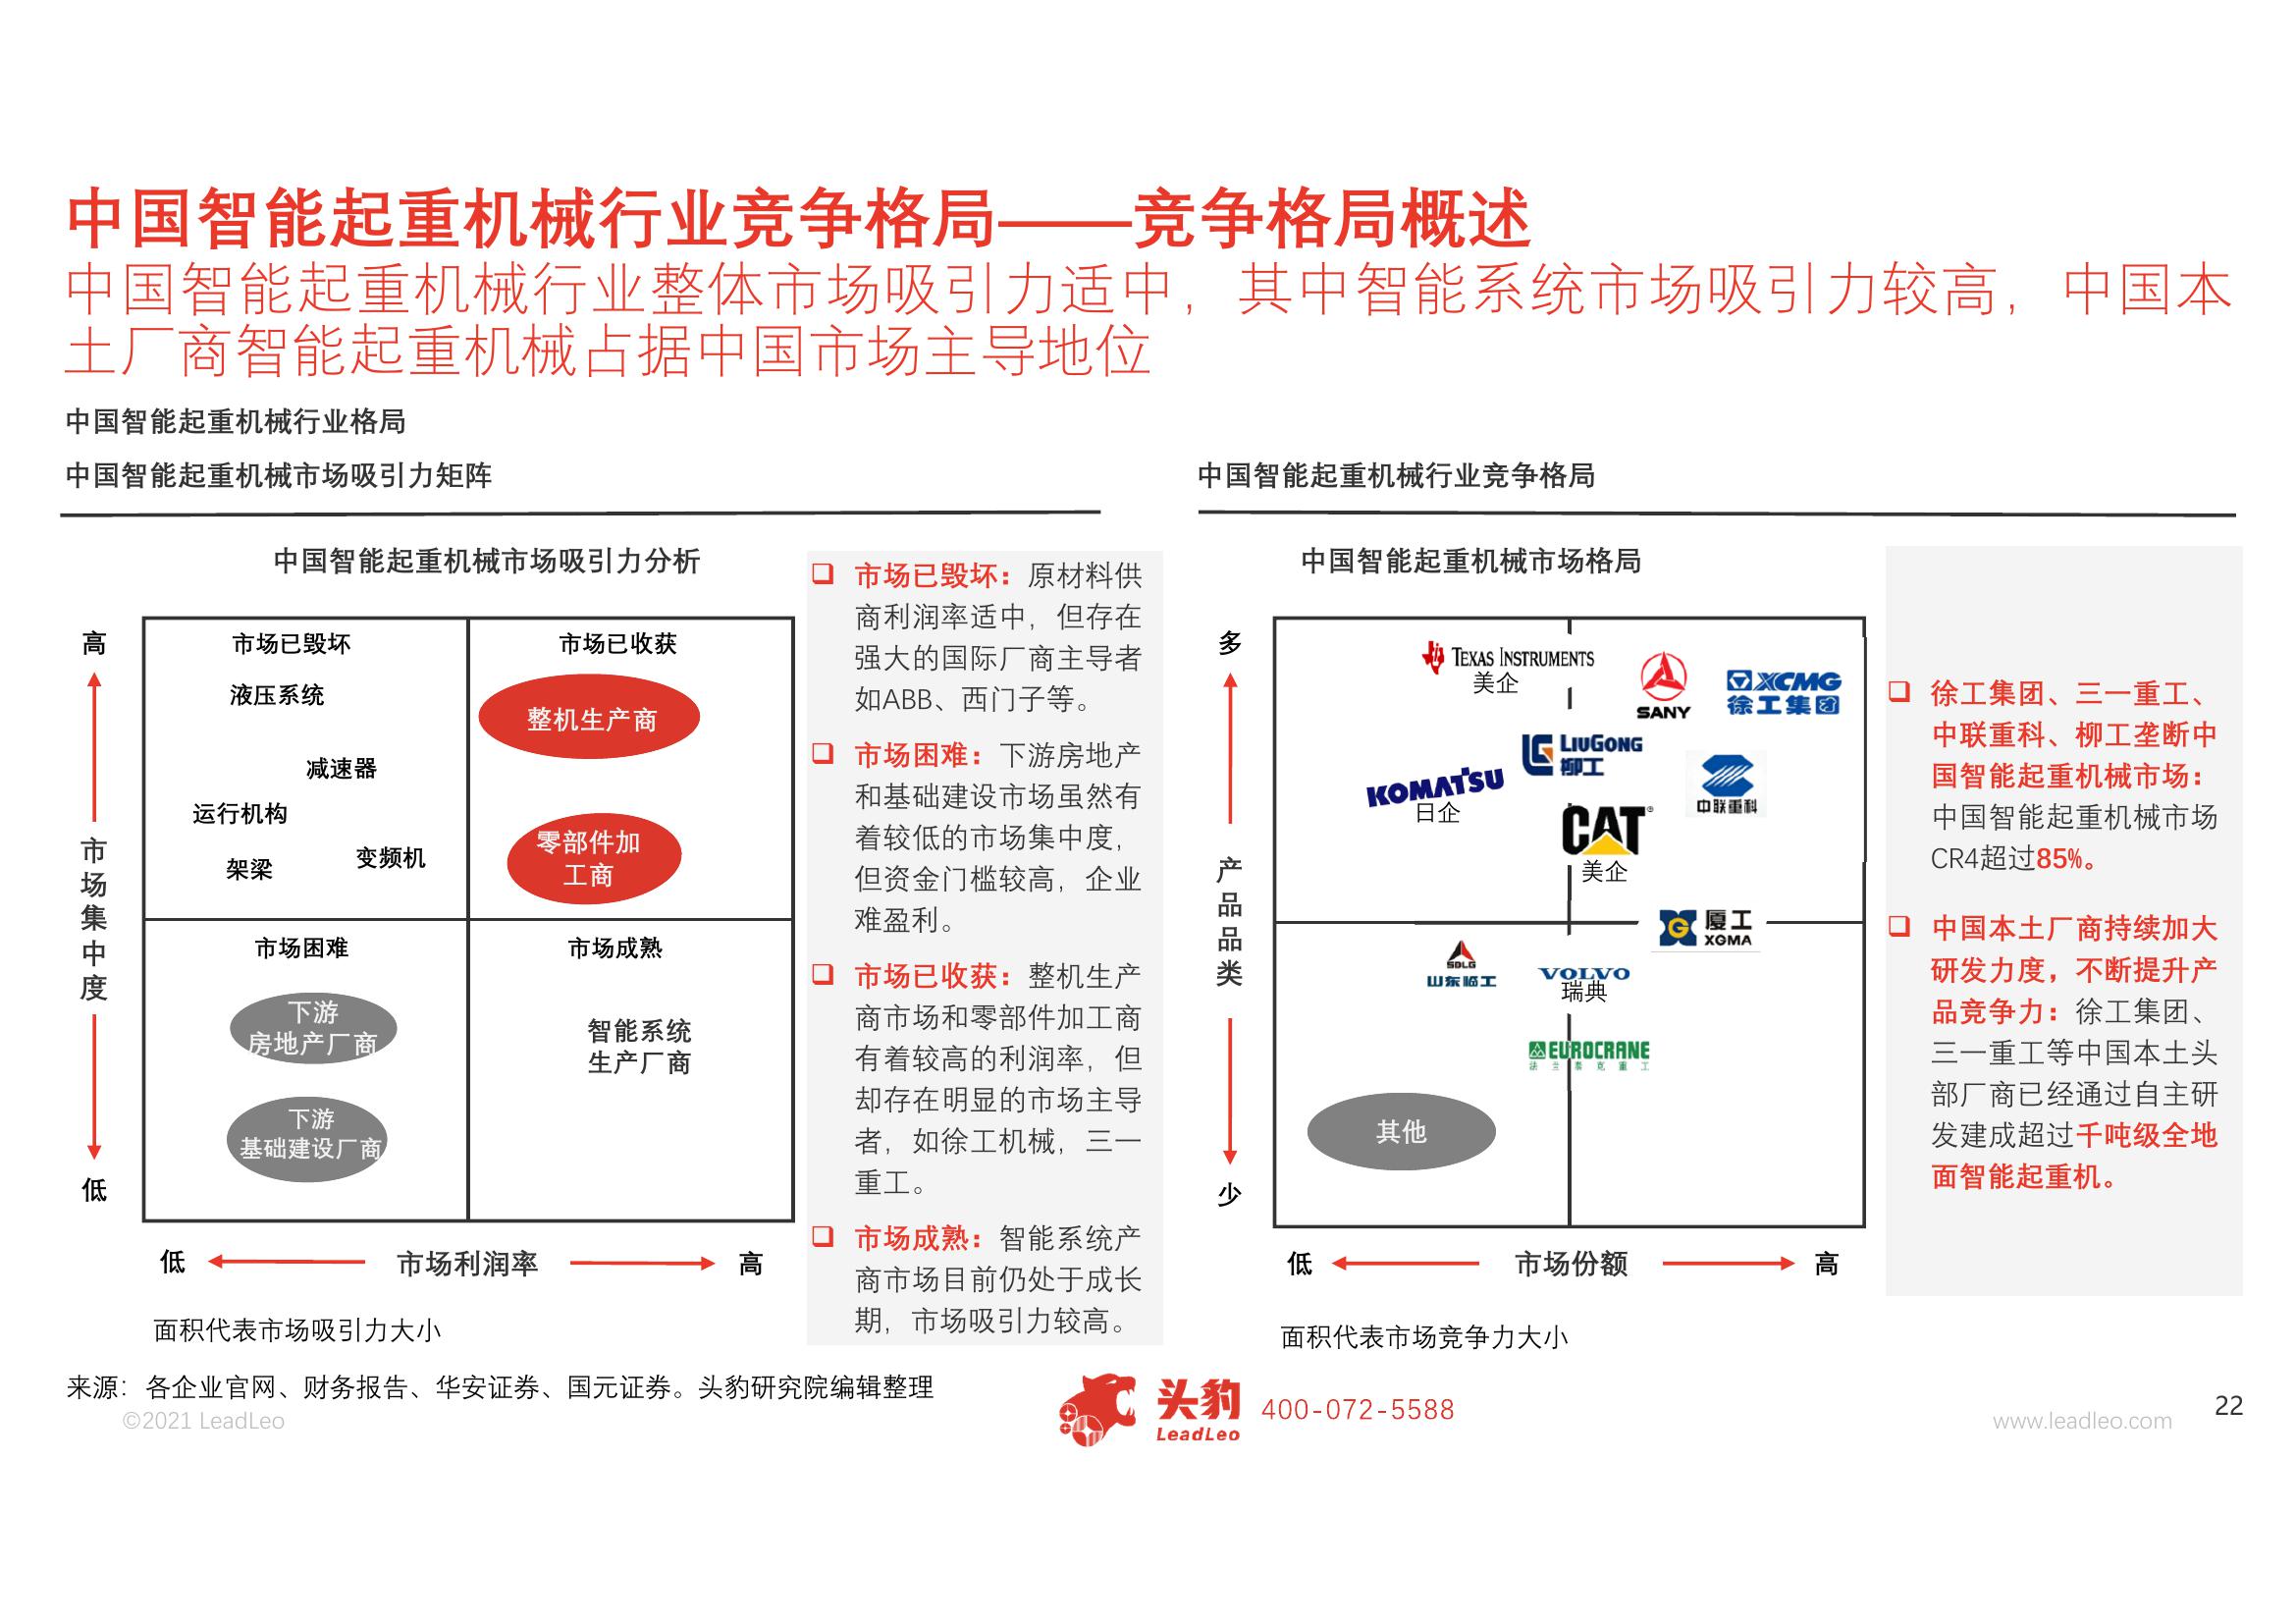 中国智能起重机械行业竞争格局——竞争格局概述
中国智能起重机械行业整体市场吸引力适中，其中智能系统市场吸引力较高，中国本
土厂商智能起重机械占据中国市场主导地位
中国智能起重机械行业格局
中国智能起重机械市场吸引力矩阵
中国智能起重机械市场吸引力分析
高
市场集中度
低
市场已毁坏
液压系统
减速器
运行机构
架梁
变频机
市场已收获
整机生产商
零部件加
工商
市场困难
下游
房地产厂商
下游
基础建设厂商
市场成熟
智能系统
生产厂商
低
市场利润率
高
面积代表市场吸引力大小
❑ 市场已毁坏：原材料供
商利润率适中，但存在
强大的国际厂商主导者
如ABB、西门子等。
❑ 市场困难：下游房地产
和基础建设市场虽然有
着较低的市场集中度，
但资金门槛较高，企业
难盈利。
❑ 市场已收获：整机生产
商市场和零部件加工商
有着较高的利润率，但
却存在明显的市场主导
者，如徐工机械，三一
重工。
❑ 市场成熟：智能系统产
商市场目前仍处于成长
期，市场吸引力较高。
中国智能起重机械行业竞争格局
中国智能起重机械市场格局
多
产品品类
少
TEXAS INSTRUMENTS
美企
SANY
XCMG
徐工集团
LIUGONG
柳工
KOMATSU
日企
中联重科
CAT®
美企
厦工
XGMA
SDLG
山东临工
VOLVO
瑞典
EUROCRANE
法兰泰克重工
其他
低
市场份额
高
面积代表市场竞争力大小
❑ 徐工集团、三一重工、
中联重科、柳工垄断中
国智能起重机械市场：
中国智能起重机械市场
CR4超过85%。
❑ 中国本土厂商持续加大
研发力度，不断提升产
品竞争力：徐工集团、
三一重工等中国本土头
部厂商已经通过自主研
发建成超过千吨级全地
面智能起重机。
来源：各企业官网、财务报告、华安证券、国元证券。头豹研究院编辑整理
©2021 LeadLeo
头豹
LeadLeo
400-072-5588
www.leadleo.com
22